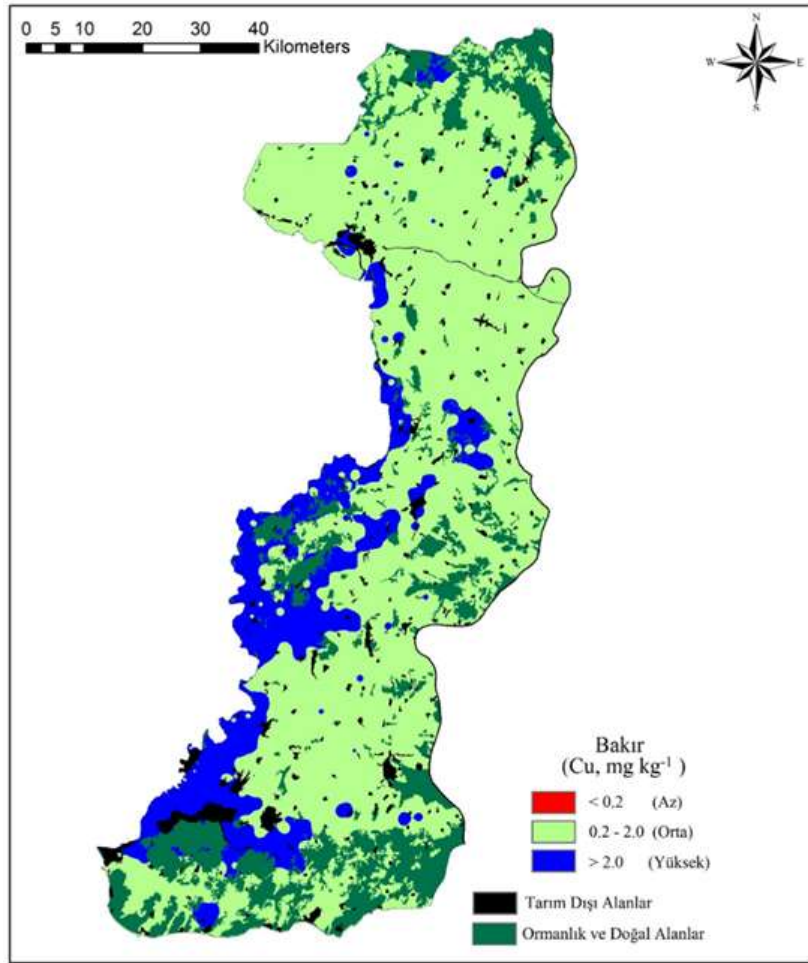 0 5 10 20 30 40
Kilometers
N
W E
S
Bakır
(Cu, mg kg-1 )
< 0.2 (Az)
0.2 - 2.0 (Orta)
> 2.0 (Yüksek)
Tarım Dışı Alanlar
Ormanlık ve Doğal Alanlar